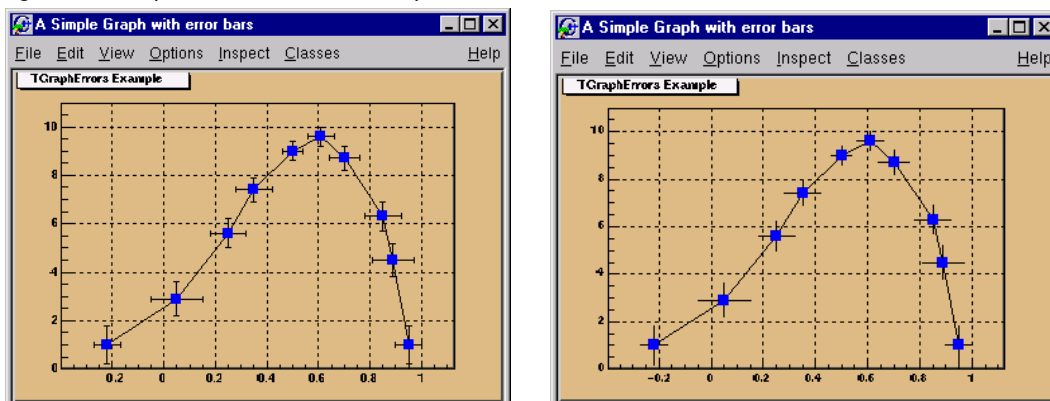 A Simple Graph with error bars
File Edit View Options Inspect Classes Help
TGraphErrors Example
10
8
6
4
2
0
0.2 0 0.2 0.4 0.6 0.8 1
A Simple Graph with error bars
File Edit View Options Inspect Classes Help
TGraphErrors Example
10
8
6
4
2
0
-0.2 0 0.2 0.4 0.6 0.8 1